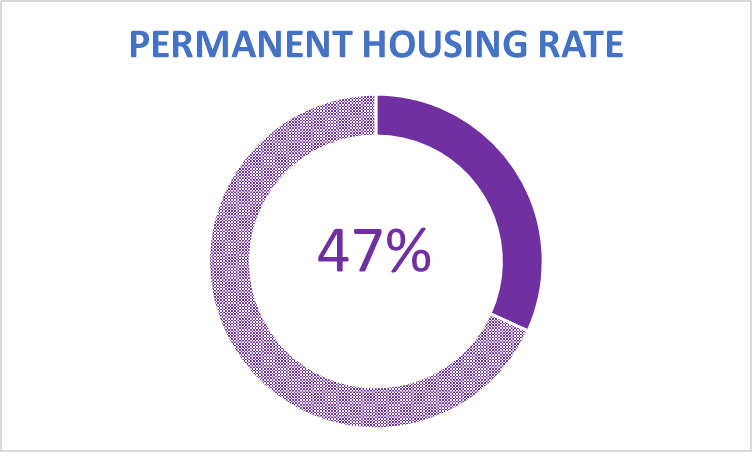 PERMANENT HOUSING RATE
47%